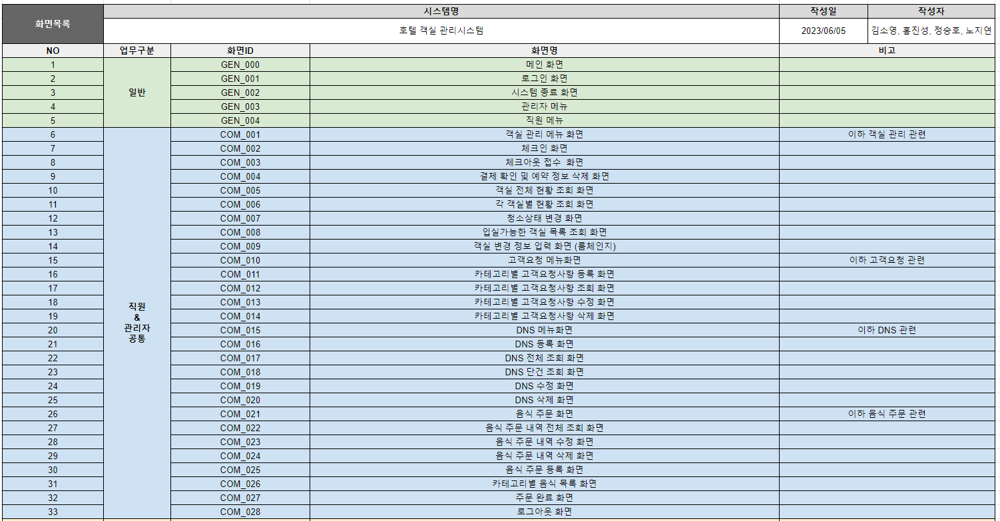 화면목록
시스템명 작성일 작성자
호텔 객실 관리시스템 2023/06/05 김소영, 홍진성, 정승호, 노지연
NO 업무구분 화면ID 화면명 비고
일반
1 GEN_000 메인 화면
2 GEN_001 로그인 화면
3 GEN_002 시스템 종료 화면
4 GEN_003 관리자 메뉴
5 GEN_004 직원 메뉴
직원
&
관리자
공통
6 COM_001 객실 관리 메뉴 화면 이하 객실 관리 관련
7 COM_002 체크인 화면
8 COM_003 체크아웃 접수  화면
9 COM_004 결제 확인 및 예약 정보 삭제 화면
10 COM_005 객실 전체 현황 조회 화면
11 COM_006 각 객실별 현황 조회 화면
12 COM_007 청소상태 변경 화면
13 COM_008 입실가능한 객실 목록 조회 화면
14 COM_009 객실 변경 정보 입력 화면 (룸체인지)
15 COM_010 고객요청 메뉴화면 이하 고객요청 관련
16 COM_011 카테고리별 고객요청사항 등록 화면
17 COM_012 카테고리별 고객요청사항 조회 화면
18 COM_013 카테고리별 고객요청사항 수정 화면
19 COM_014 카테고리별 고객요청사항 삭제 화면
20 COM_015 DNS 메뉴화면 이하 DNS 관련
21 COM_016 DNS 등록 화면
22 COM_017 DNS 전체 조회 화면
23 COM_018 DNS 단건 조회 화면
24 COM_019 DNS 수정 화면
25 COM_020 DNS 삭제 화면
26 COM_021 음식 주문 화면 이하 음식 주문 관련
27 COM_022 음식 주문 내역 전체 조회 화면
28 COM_023 음식 주문 내역 수정 화면
29 COM_024 음식 주문 내역 삭제 화면
30 COM_025 음식 주문 등록 화면
31 COM_026 카테고리별 음식 목록 화면
32 COM_027 주문 완료 화면
33 COM_028 로그아웃 화면